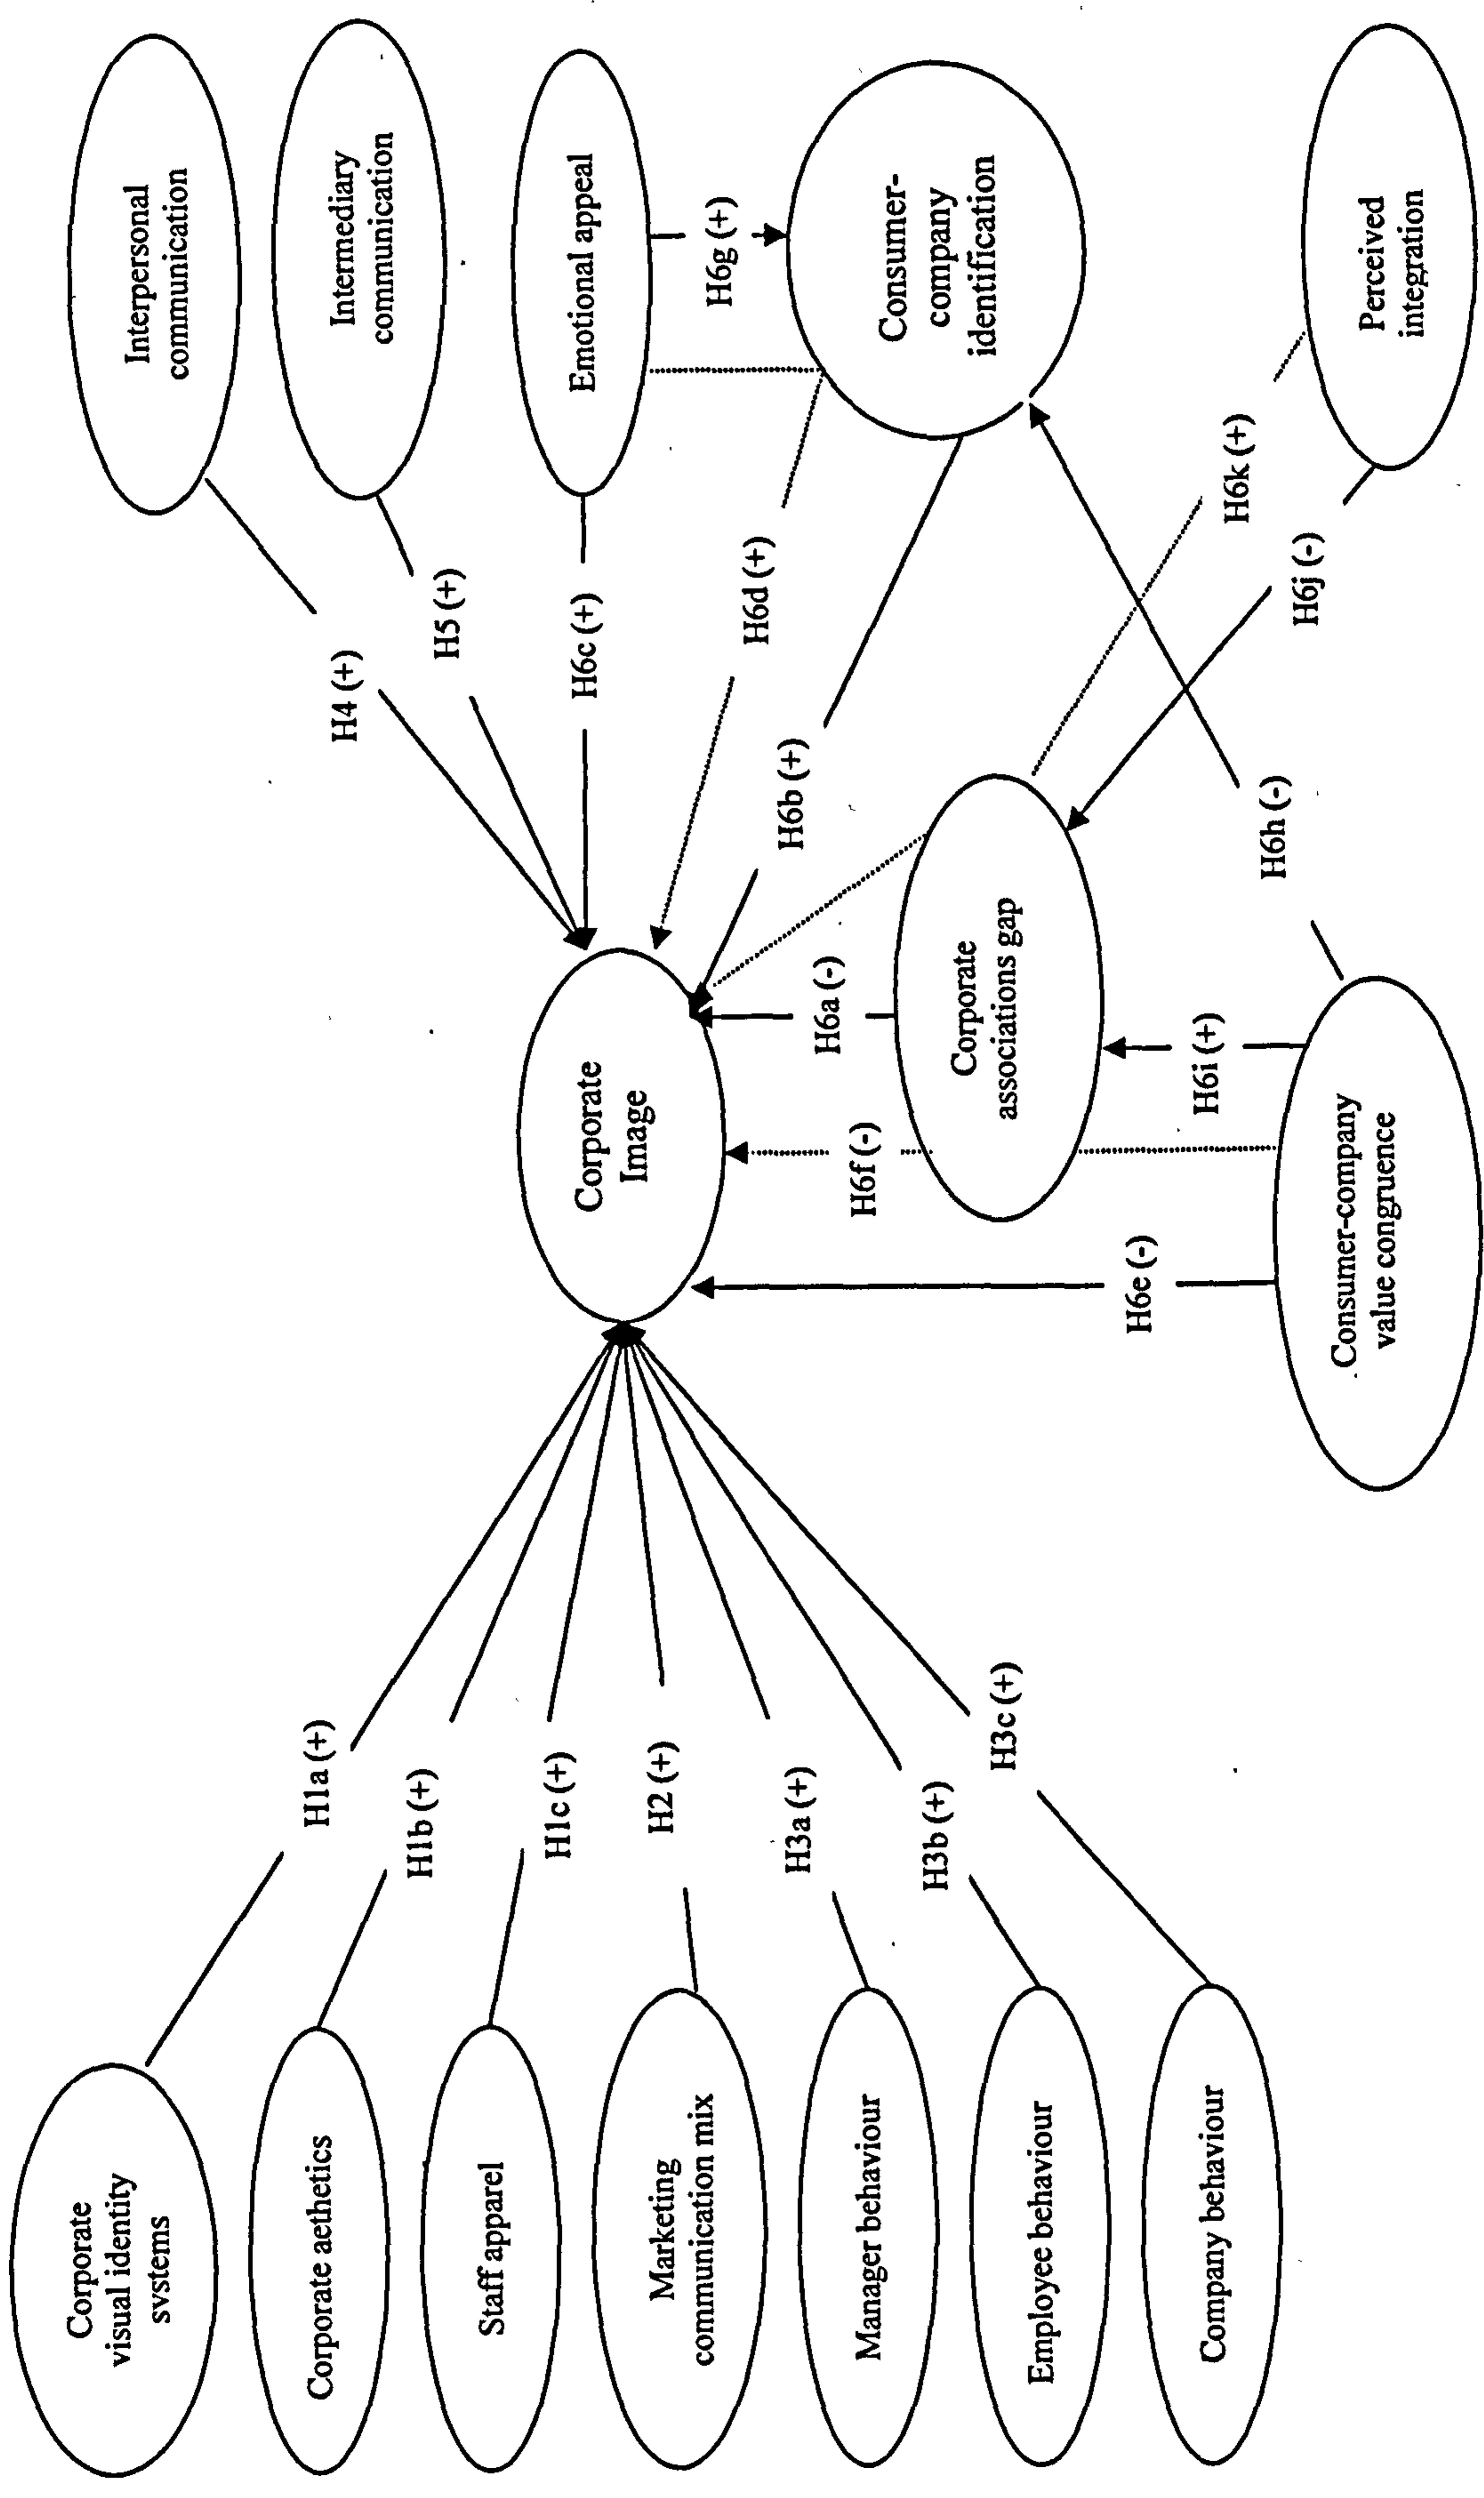 Corporate
visual identity
systems
Corporate aethetics
Staff apparel
Marketing
communication mix
Manager behaviour
Employee behaviour
Company behaviour
H1a (+)
H1b (+)
H1c (+)
H2 (+)
H3a (+)
H3b (+)
H3c (+)
Corporate
Image
H6e (-)
H6f (-)
H6a (-)
H6i (+)
Corporate
associations gap
Consumer-company
value congruence
H4 (+)
H5 (+)
H6c (+)
H6d (+)
H6b (+)
H6h (-)
H6j (-)
H6k (+)
Interpersonal
communication
Intermediary
communication
Emotional appeal
H6g (+)
Consumer-
company
identification
Perceived
integration